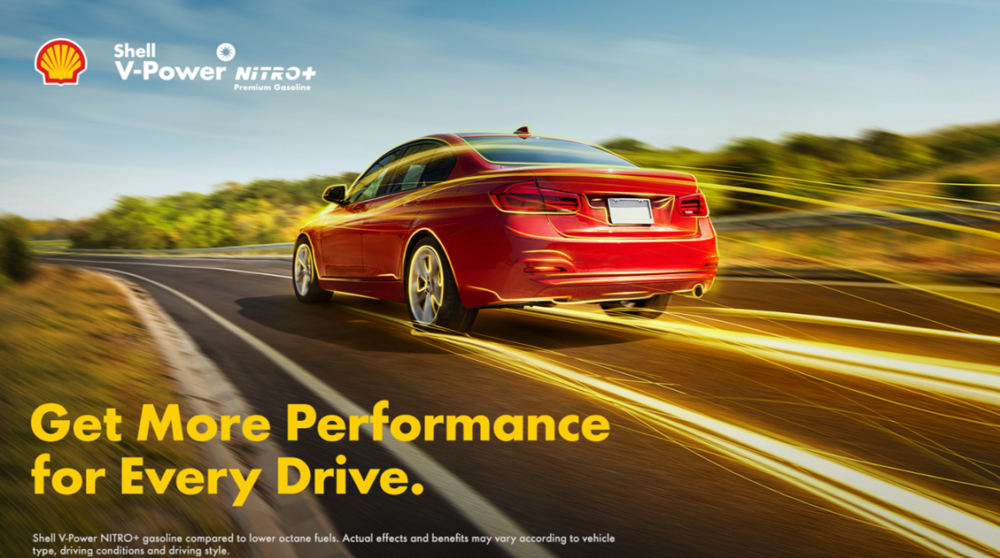 Shell
V-Power NiTRO+
Premium Gasoline
Get More Performance
for Every Drive.
Shell V-Power NITRO+ gasoline compared to lower octane fuels. Actual effects and benefits may vary according to vehicle
type, driving conditions and driving style.